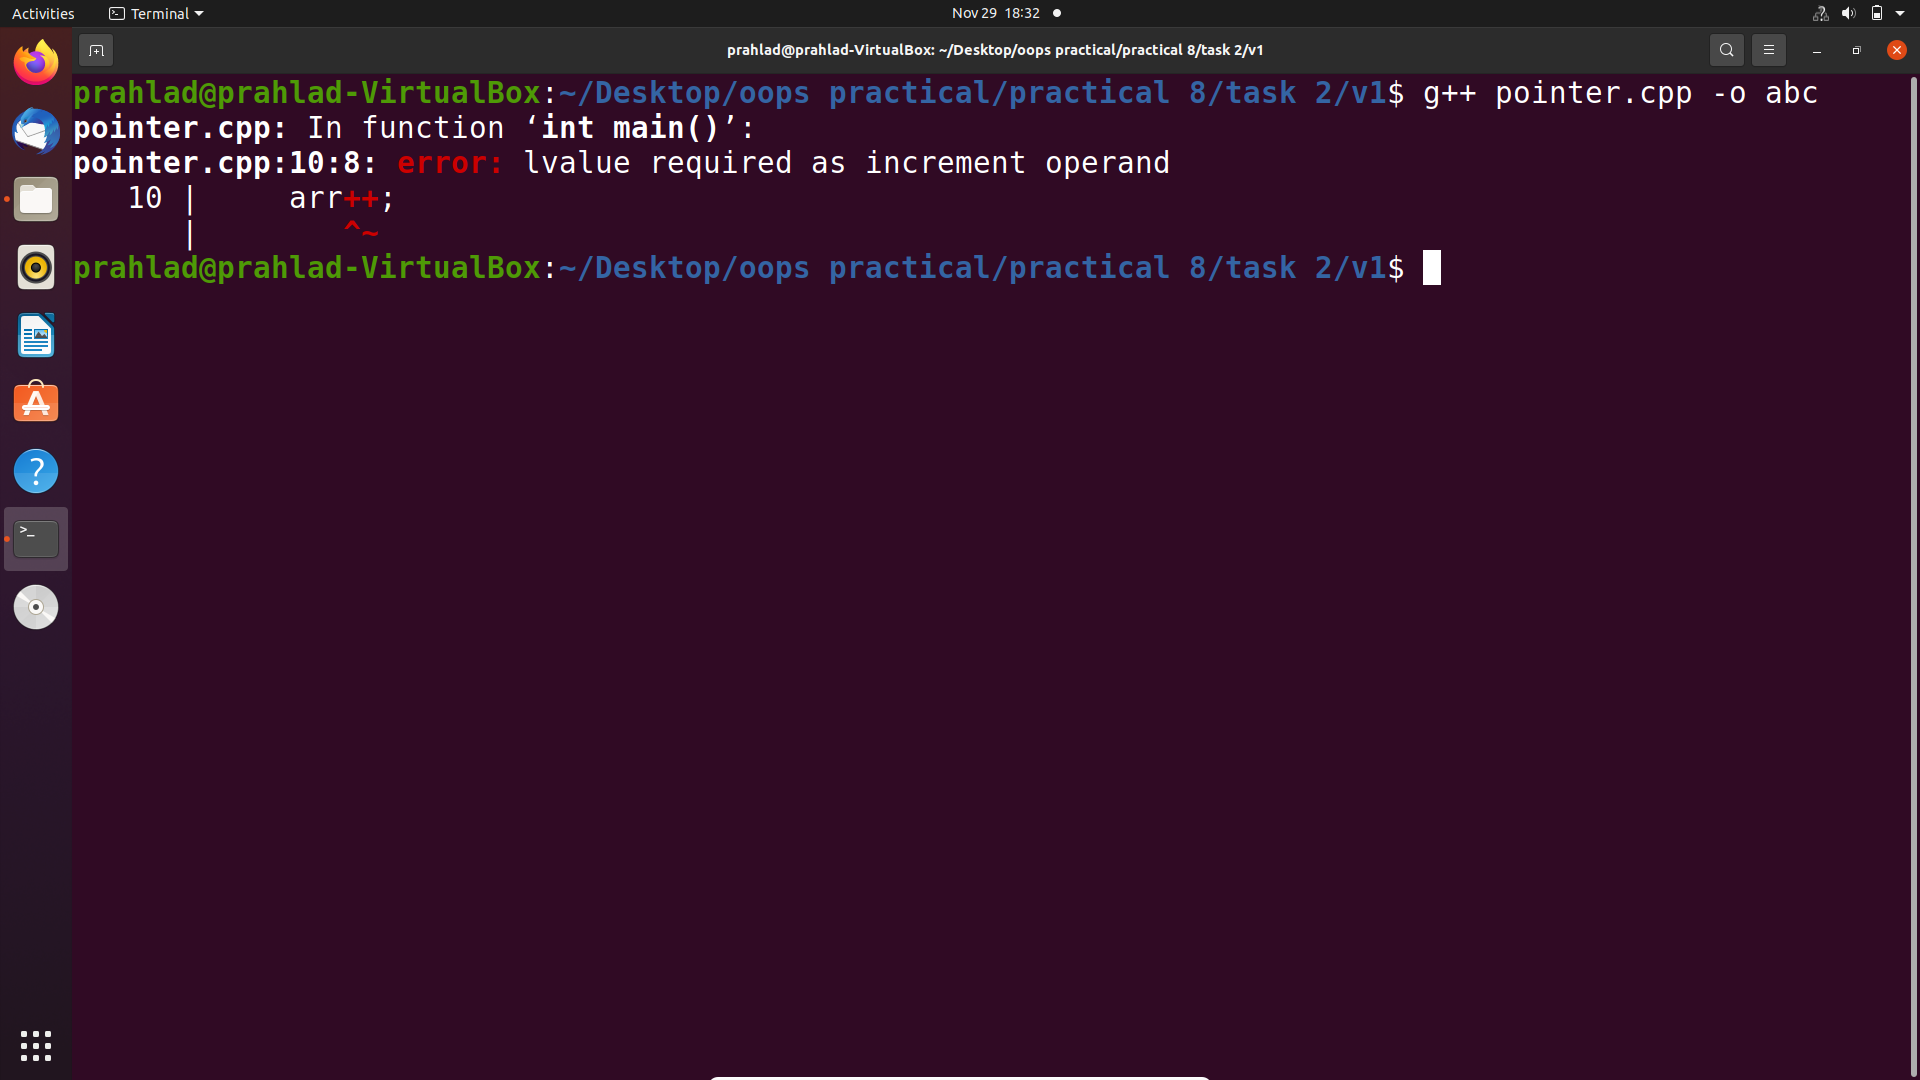 Activities Terminal Nov 29 18:32
prahlad@prahlad-VirtualBox: ~/Desktop/oops practical/practical 8/task 2/v1
prahlad@prahlad-VirtualBox:~/Desktop/oops practical/practical 8/task 2/v1$ g++ pointer.cpp -o abc
pointer.cpp: In function ‘int main()’:
pointer.cpp:10:8: error: lvalue required as increment operand
   10 |     arr++;
      |        ^~
prahlad@prahlad-VirtualBox:~/Desktop/oops practical/practical 8/task 2/v1$